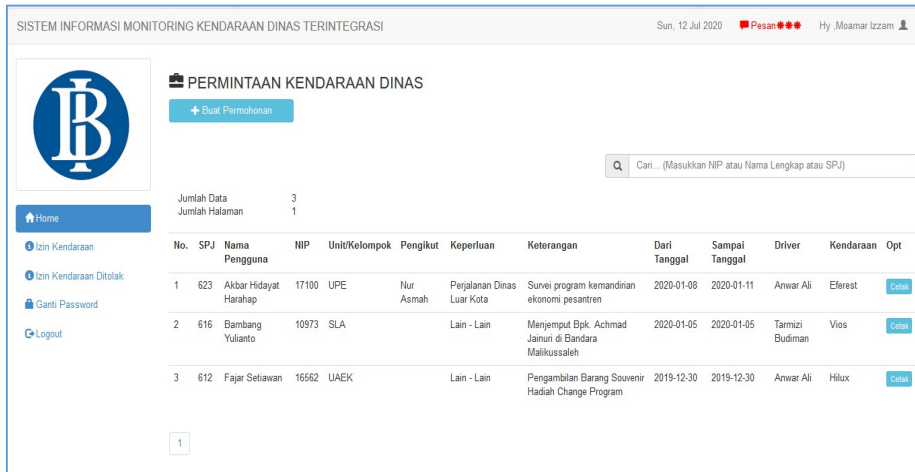 SISTEM INFORMASI MONITORING KENDARAAN DINAS TERINTEGRASI
Sun, 12 Jul 2020
Pesan***
Hy ,Moamar Izzam
Home
Izin Kendaraan
Izin Kendaraan Ditolak
Ganti Password
Logout
PERMINTAAN KENDARAAN DINAS
+ Buat Permohonan
Cari... (Masukkan NIP atau Nama Lengkap atau SPJ)
Jumlah Data 3
Jumlah Halaman 1
No. SPJ Nama Pengguna NIP Unit/Kelompok Pengikut Keperluan Keterangan Dari Tanggal Sampai Tanggal Driver Kendaraan Opt
1 623 Akbar Hidayat Harahap 17100 UPE Nur Asmah Perjalanan Dinas Luar Kota Survei program kemandirian ekonomi pesantren 2020-01-08 2020-01-11 Anwar Ali Eferest Cetak
2 616 Bambang Yulianto 10973 SLA Lain - Lain Menjemput Bpk. Achmad Jainuri di Bandara Malikussaleh 2020-01-05 2020-01-05 Tarmizi Budiman Vios Cetak
3 612 Fajar Setiawan 16562 UAEK Lain - Lain Pengambilan Barang Souvenir Hadiah Change Program 2019-12-30 2019-12-30 Anwar Ali Hilux Cetak
1